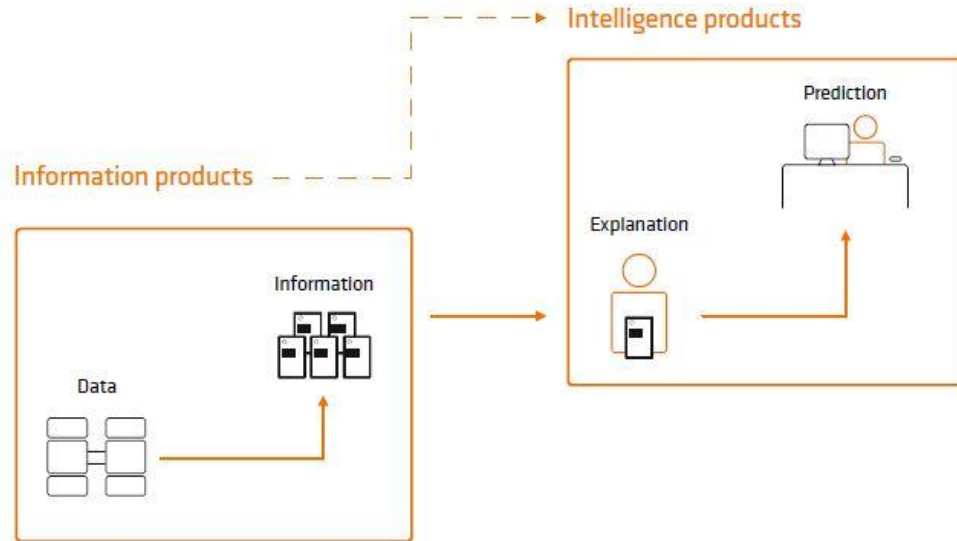 Intelligence products
Prediction
Information products
Explanation
Information
Data